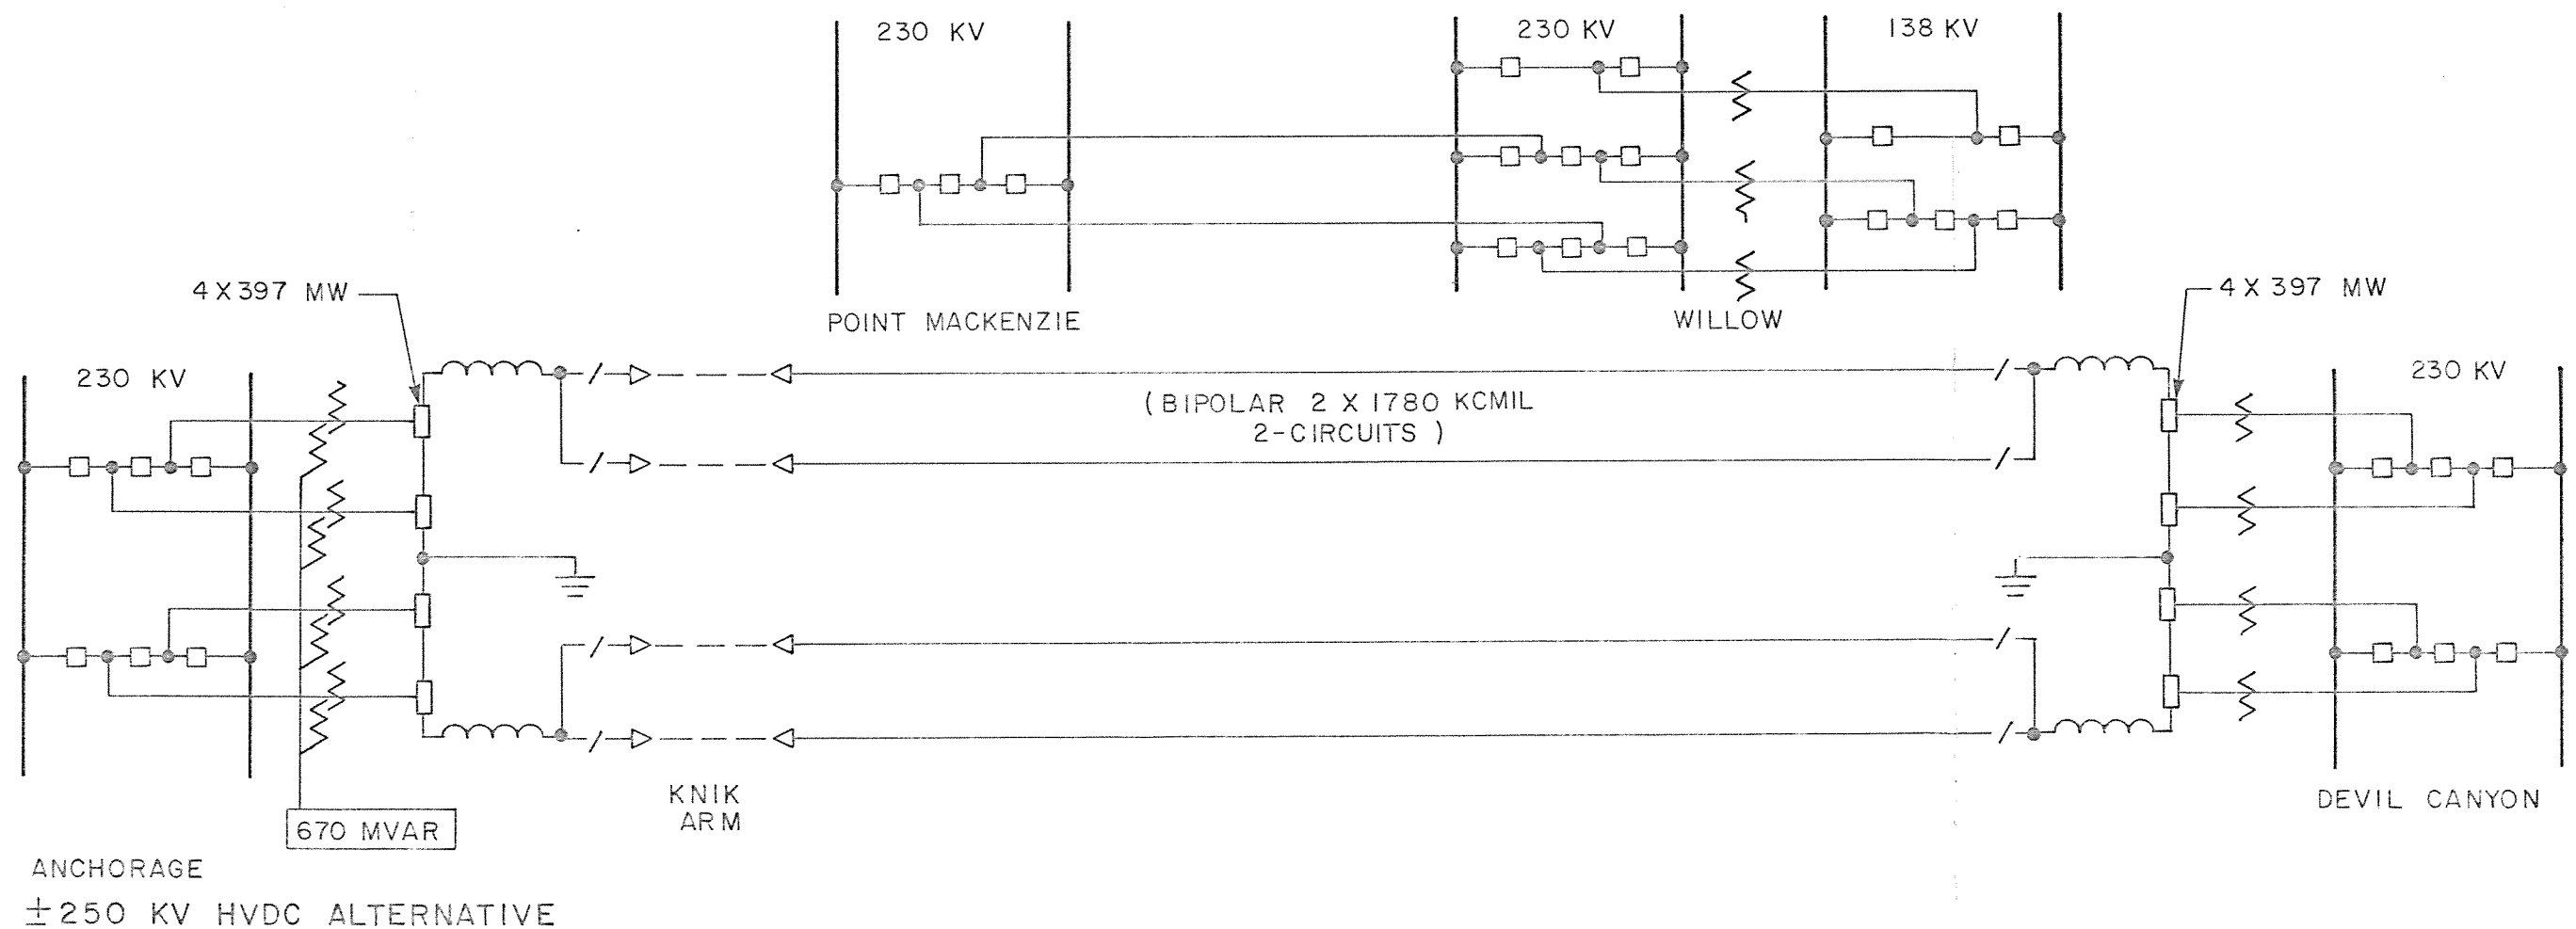 230 KV
230 KV
138 KV
POINT MACKENZIE
WILLOW
4 X 397 MW
4 X 397 MW
230 KV
230 KV
( BIPOLAR 2 X 1780 KCMIL
2-CIRCUITS )
KNIK
ARM
DEVIL CANYON
670 MVAR
ANCHORAGE
±250 KV HVDC ALTERNATIVE